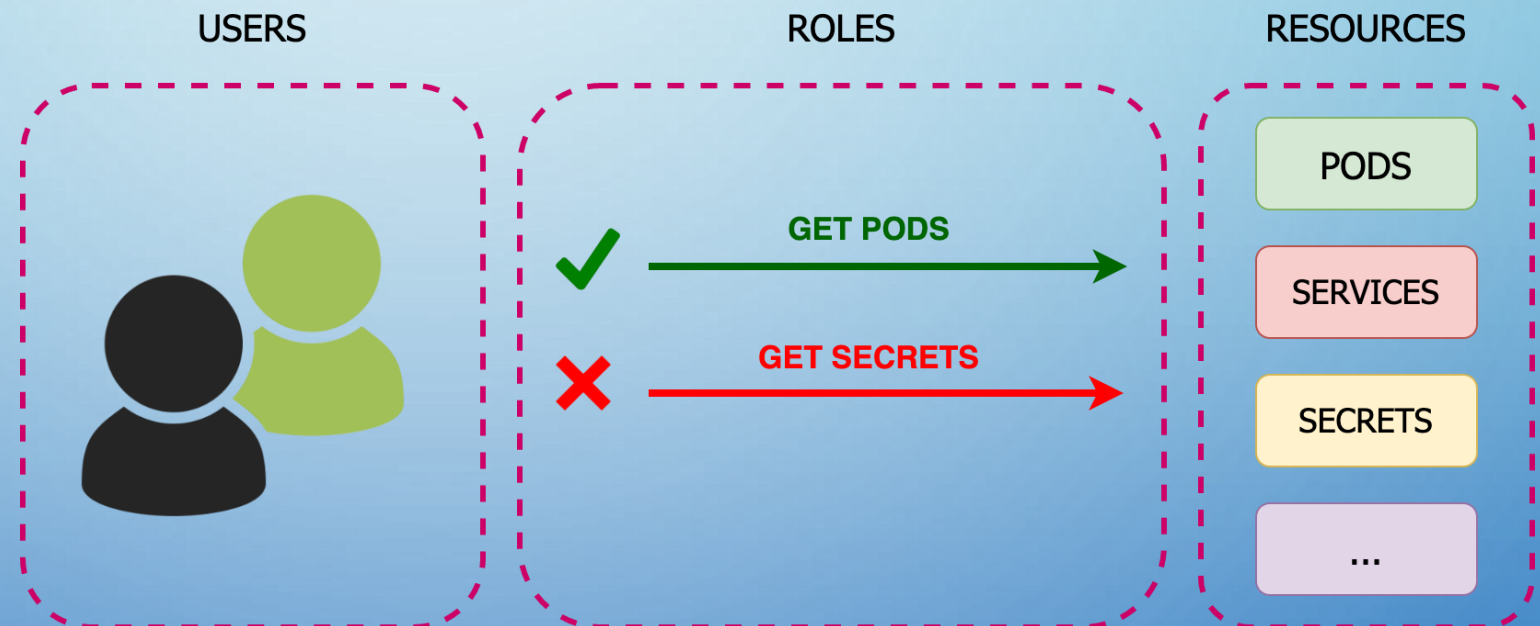 USERS
ROLES
RESOURCES
GET PODS
GET SECRETS
PODS
SERVICES
SECRETS
...